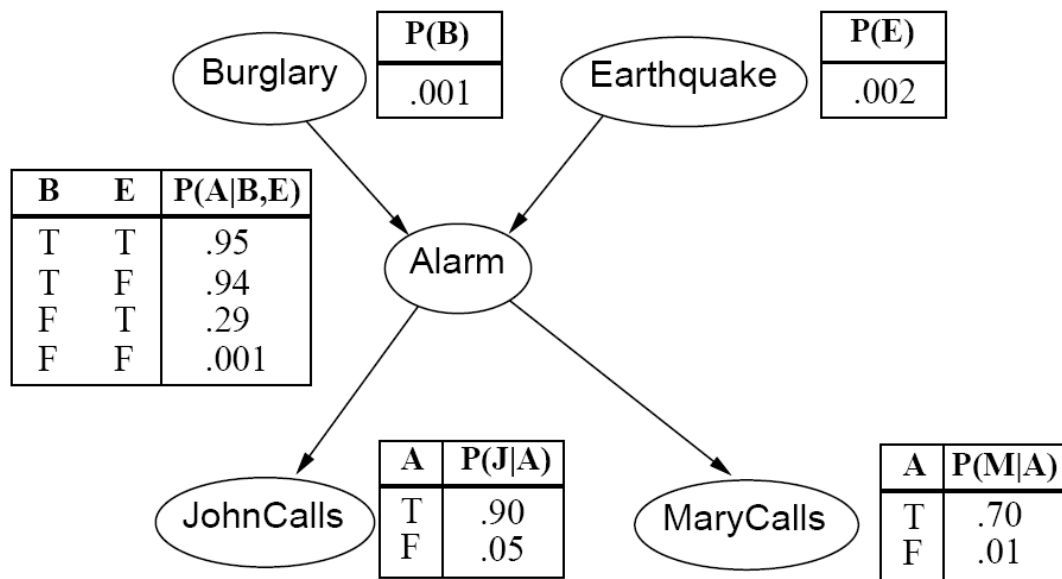 Burglary
P(B)
.001
Earthquake
P(E)
.002
B E P(A|B,E)
T T .95
T F .94
F T .29
F F .001
Alarm
JohnCalls
A P(J|A)
T .90
F .05
MaryCalls
A P(M|A)
T .70
F .01